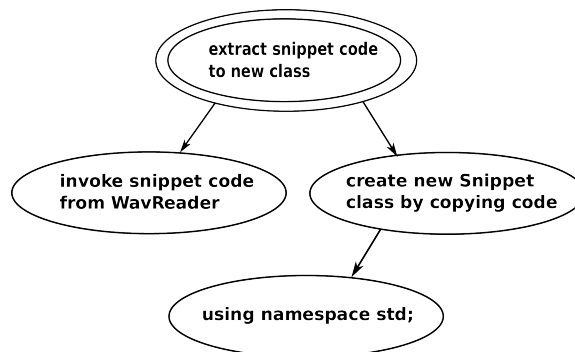 extract snippet code
to new class
invoke snippet code
from WavReader
create new Snippet
class by copying code
using namespace std;